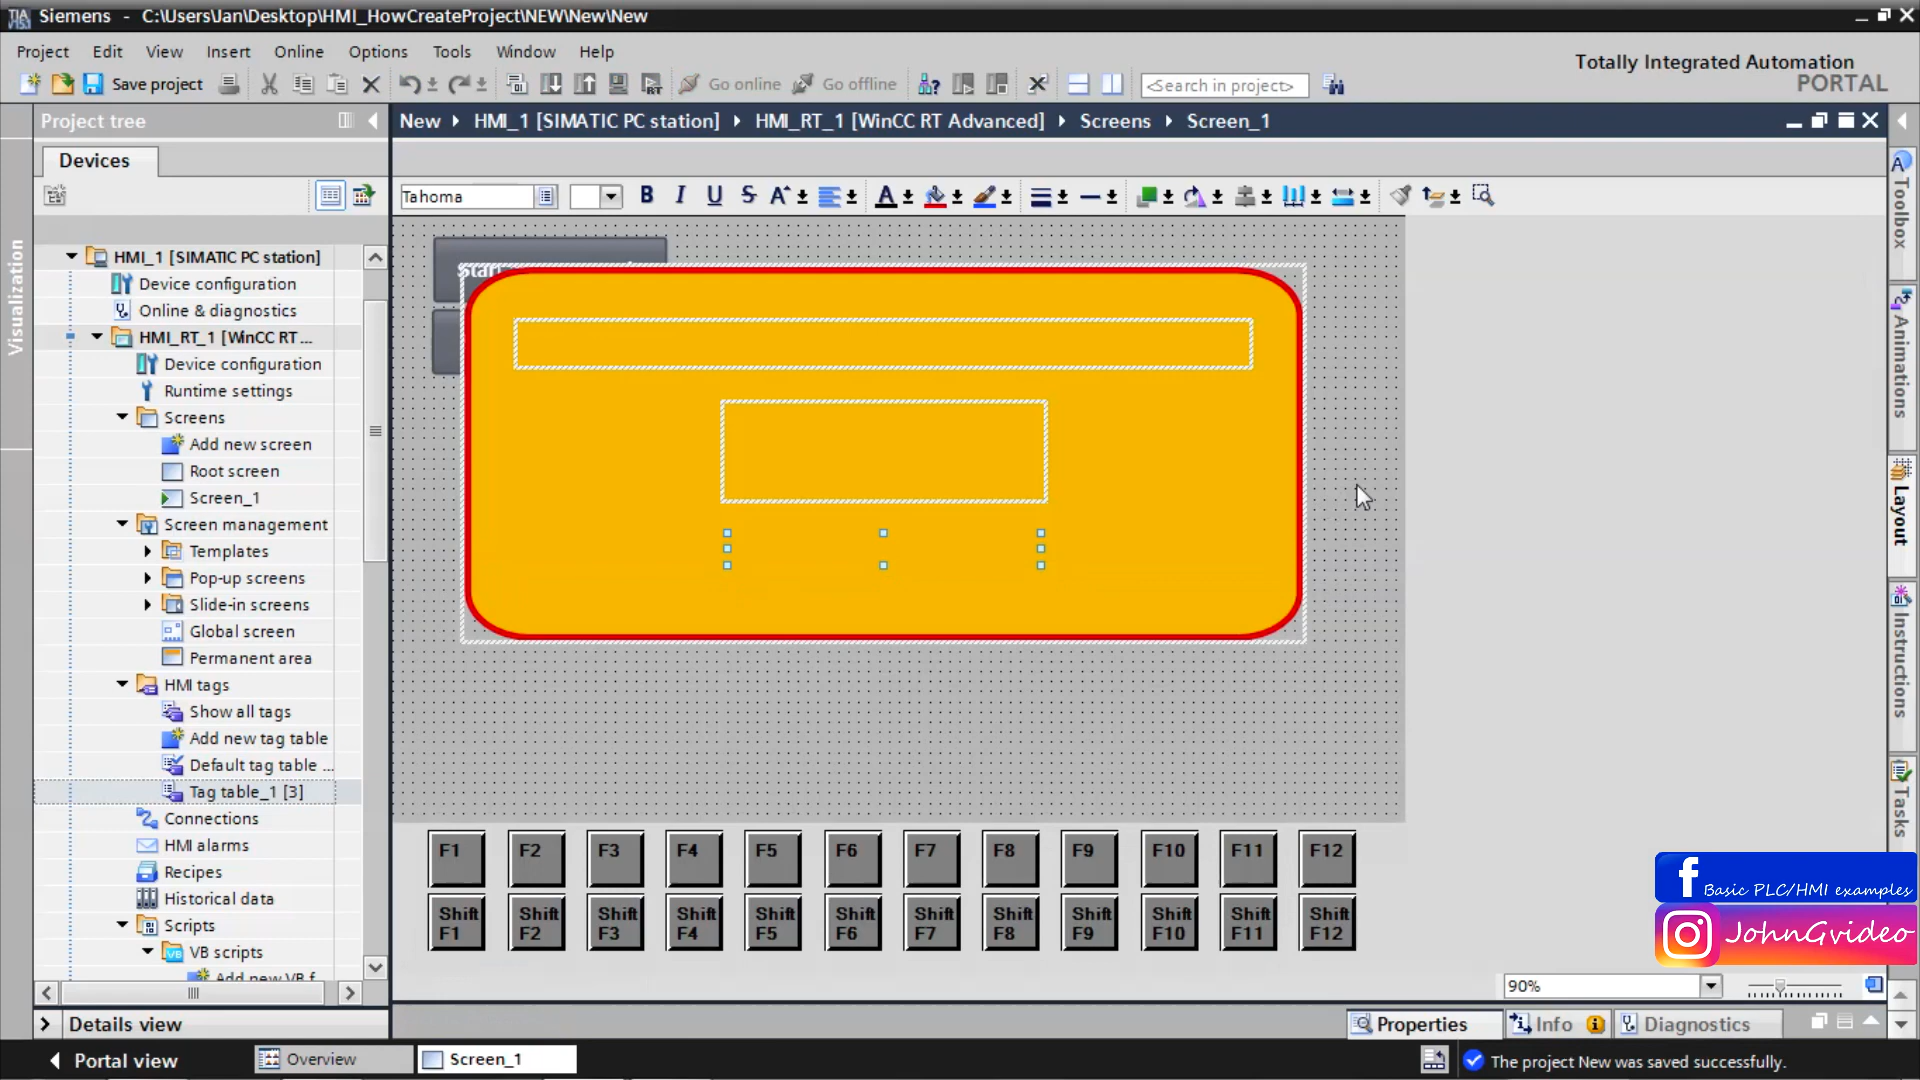 Siemens - C:\Users\Jan\Desktop\HMI_HowCreateProject\NEW\New\New
Project Edit View Insert Online Options Tools Window Help
Totally Integrated Automation
PORTAL
Save project Go online Go offline <Search in project>
Project tree
New HMI_1 [SIMATIC PC station] HMI_RT_1 [WinCC RT Advanced] Screens Screen_1
Devices
Tahoma
Visualization
HMI_1 [SIMATIC PC station]
Device configuration
Online & diagnostics
HMI_RT_1 [WinCC RT ...
Device configuration
Runtime settings
Screens
Add new screen
Root screen
Screen_1
Screen management
Templates
Pop-up screens
Slide-in screens
Global screen
Permanent area
HMI tags
Show all tags
Add new tag table
Default tag table ...
Tag table_1 [3]
Connections
HMI alarms
Recipes
Historical data
Scripts
VB scripts
Add new VB f
Details view
Toolbox
Animations
Layout
Instructions
Tasks
F1 F2 F3 F4 F5 F6 F7 F8 F9 F10 F11 F12
Shift Shift Shift Shift Shift Shift Shift Shift Shift Shift Shift Shift
F1 F2 F3 F4 F5 F6 F7 F8 F9 F10 F11 F12
Basic PLC/HMI examples
JohnGvideo
90%
Properties Info Diagnostics
Portal view Overview Screen_1 The project New was saved successfully.